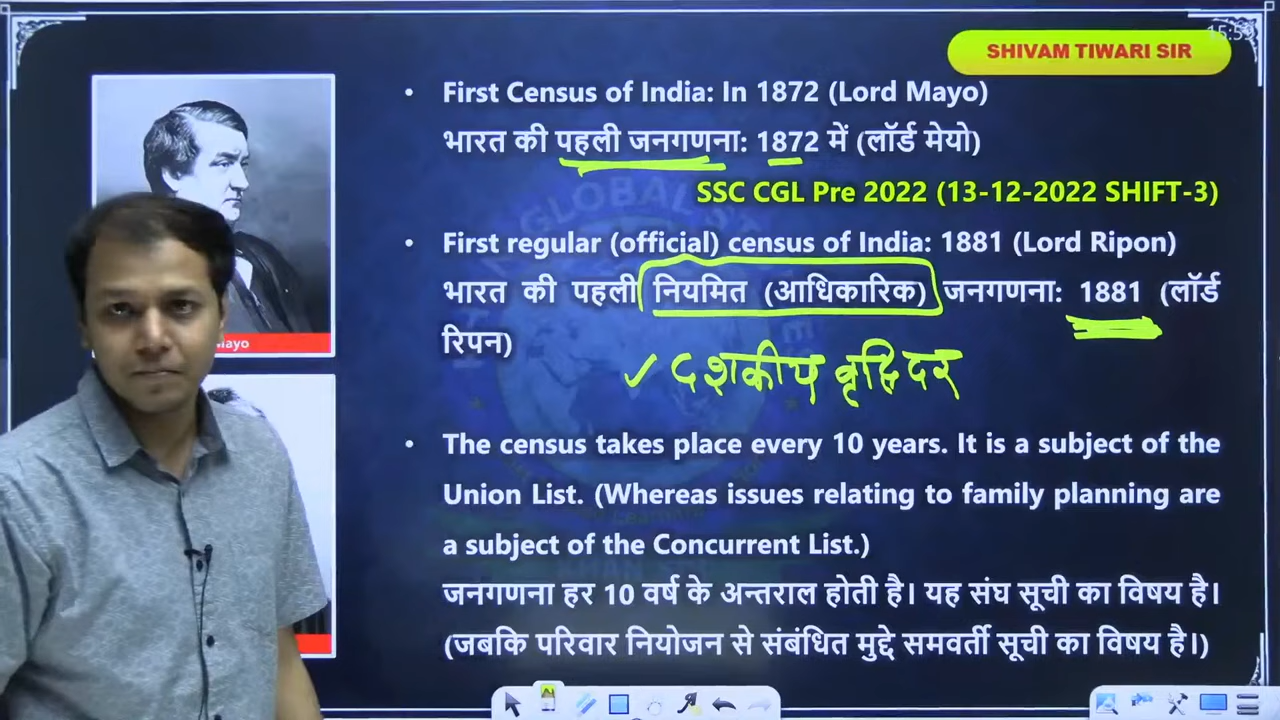 15:5
SHIVAM TIWARI SIR
• First Census of India: In 1872 (Lord Mayo)
भारत की पहली जनगणना: 1872 में (लॉर्ड मेयो)
SSC CGL Pre 2022 (13-12-2022 SHIFT-3)
• First regular (official) census of India: 1881 (Lord Ripon)
भारत की पहली नियमित (आधिकारिक) जनगणना: 1881 (लॉर्ड
रिपन)
✓ दशकीय वृद्धि दर
• The census takes place every 10 years. It is a subject of the
Union List. (Whereas issues relating to family planning are
a subject of the Concurrent List.)
जनगणना हर 10 वर्ष के अन्तराल होती है। यह संघ सूची का विषय है।
(जबकि परिवार नियोजन से संबंधित मुद्दे समवर्ती सूची का विषय है।)
Mayo
GLOBAL